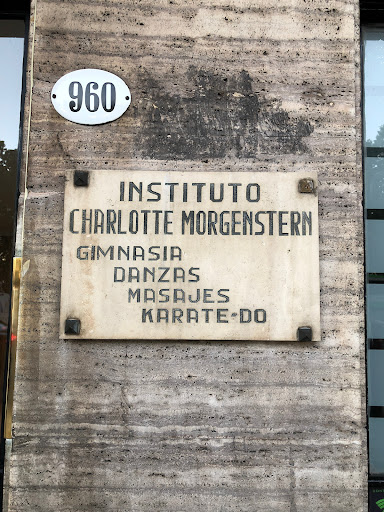 960
INSTITUTO
CHARLOTTE MORGENSTERN
GIMNASIA
DANZAS
MASAJES
KARATE-DO